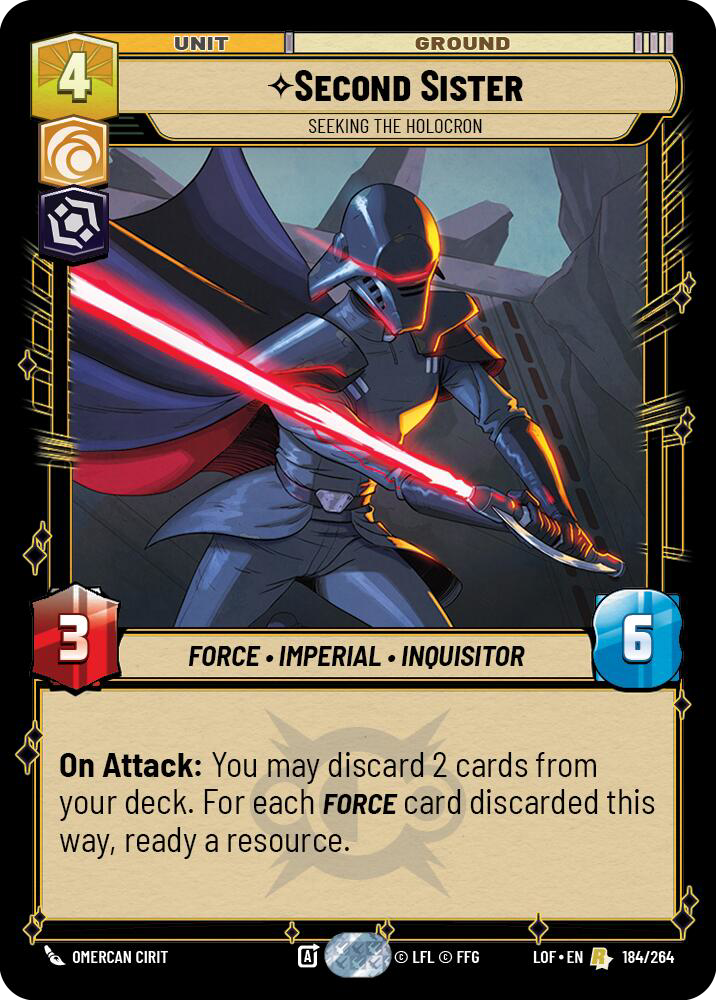 UNIT
GROUND
4
✧SECOND SISTER
SEEKING THE HOLOCRON
3
6
FORCE • IMPERIAL • INQUISITOR
On Attack: You may discard 2 cards from
your deck. For each FORCE card discarded this
way, ready a resource.
OMERCAN CIRIT
A
© LFL © FFG
LOF • EN
R
184/264